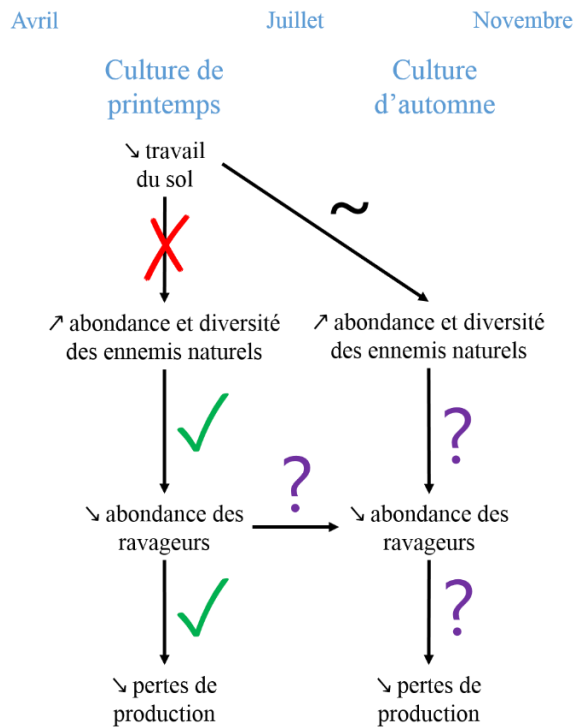 Avril Juillet Novembre
Culture de
printemps
Culture
d’automne
↘ travail
du sol
~
↗ abondance et diversité
des ennemis naturels
↗ abondance et diversité
des ennemis naturels
?
?
↘ abondance des
ravageurs
↘ abondance des
ravageurs
?
↘ pertes de
production
↘ pertes de
production